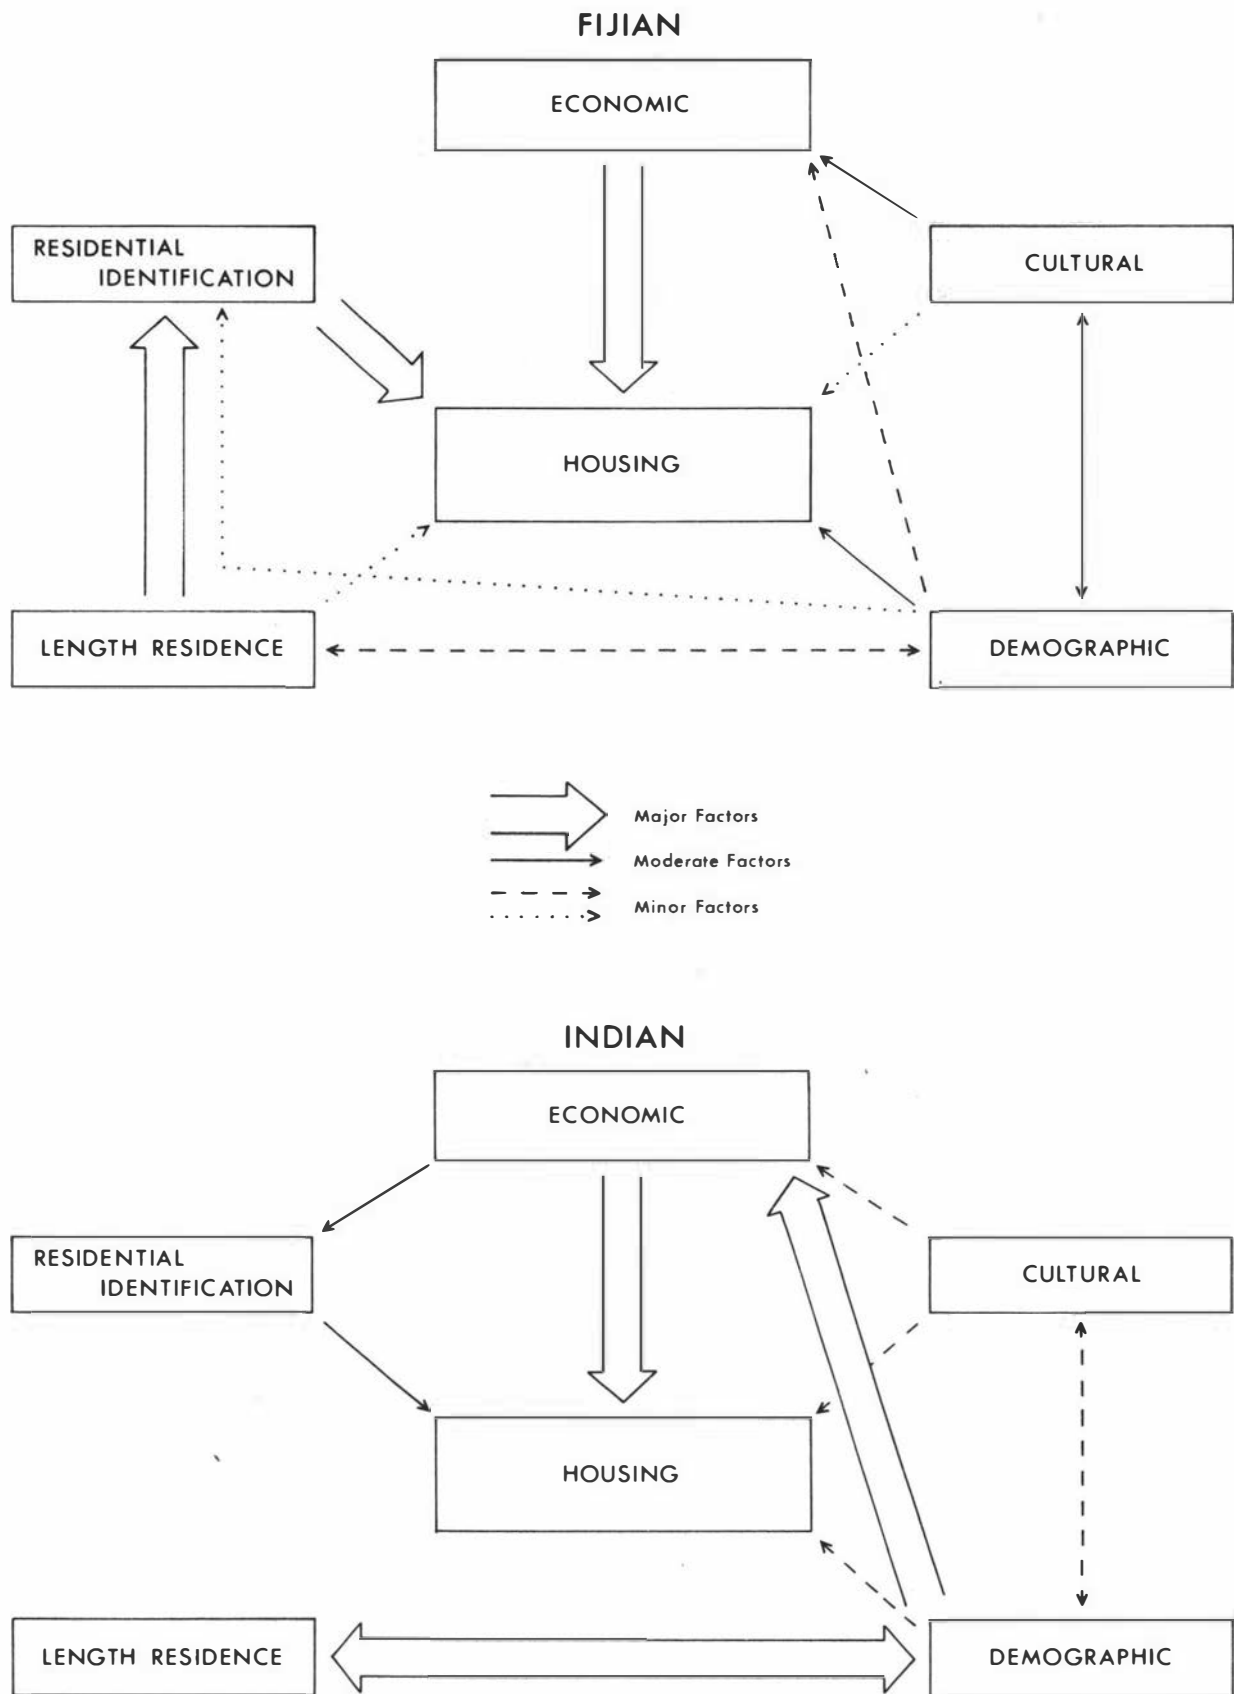 FIJIAN
ECONOMIC
RESIDENTIAL
IDENTIFICATION
CULTURAL
HOUSING
LENGTH RESIDENCE
DEMOGRAPHIC
Major Factors
Moderate Factors
Minor Factors
INDIAN
ECONOMIC
RESIDENTIAL
IDENTIFICATION
CULTURAL
HOUSING
LENGTH RESIDENCE
DEMOGRAPHIC